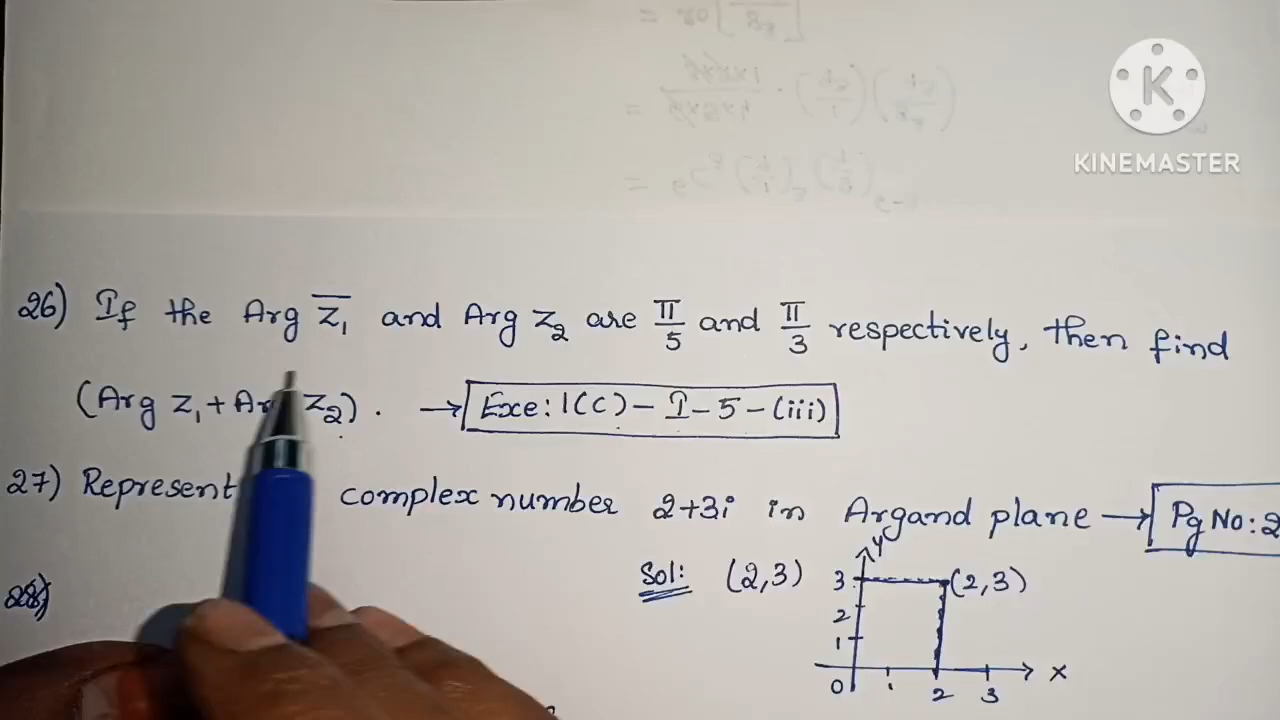 KINEMASTER
26) If the Arg z̅₁ and Arg z₂ are π/5 and π/3 respectively, then find
(Arg z₁ + Arg z₂). → Exe: 1(c) - I - 5 - (iii)
27) Represent complex number 2+3i in Argand plane → Pg No: 2
Sol: (2,3)
y
3 (2,3)
2
1
0 2 3 x